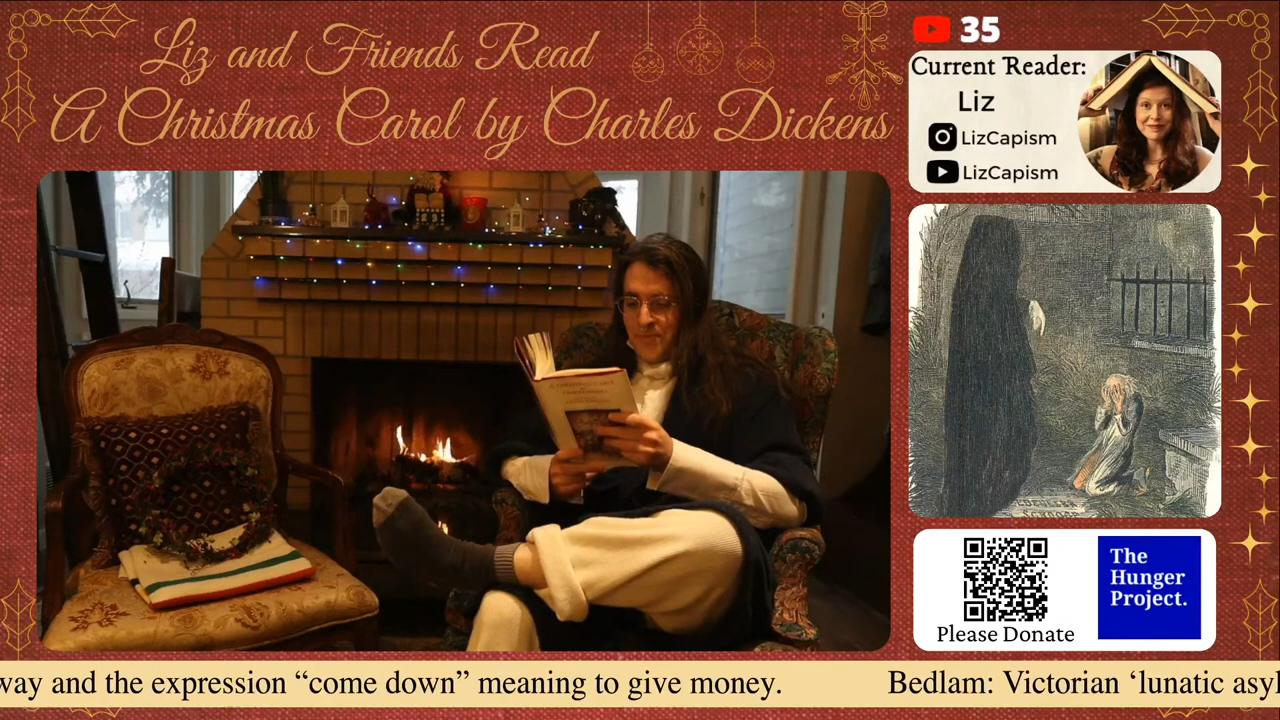 Liz and Friends Read
A Christmas Carol by Charles Dickens
35
Current Reader:
Liz
LizCapism
LizCapism
The
Hunger
Project.
Please Donate
way and the expression “come down” meaning to give money. Bedlam: Victorian ‘lunatic asyl